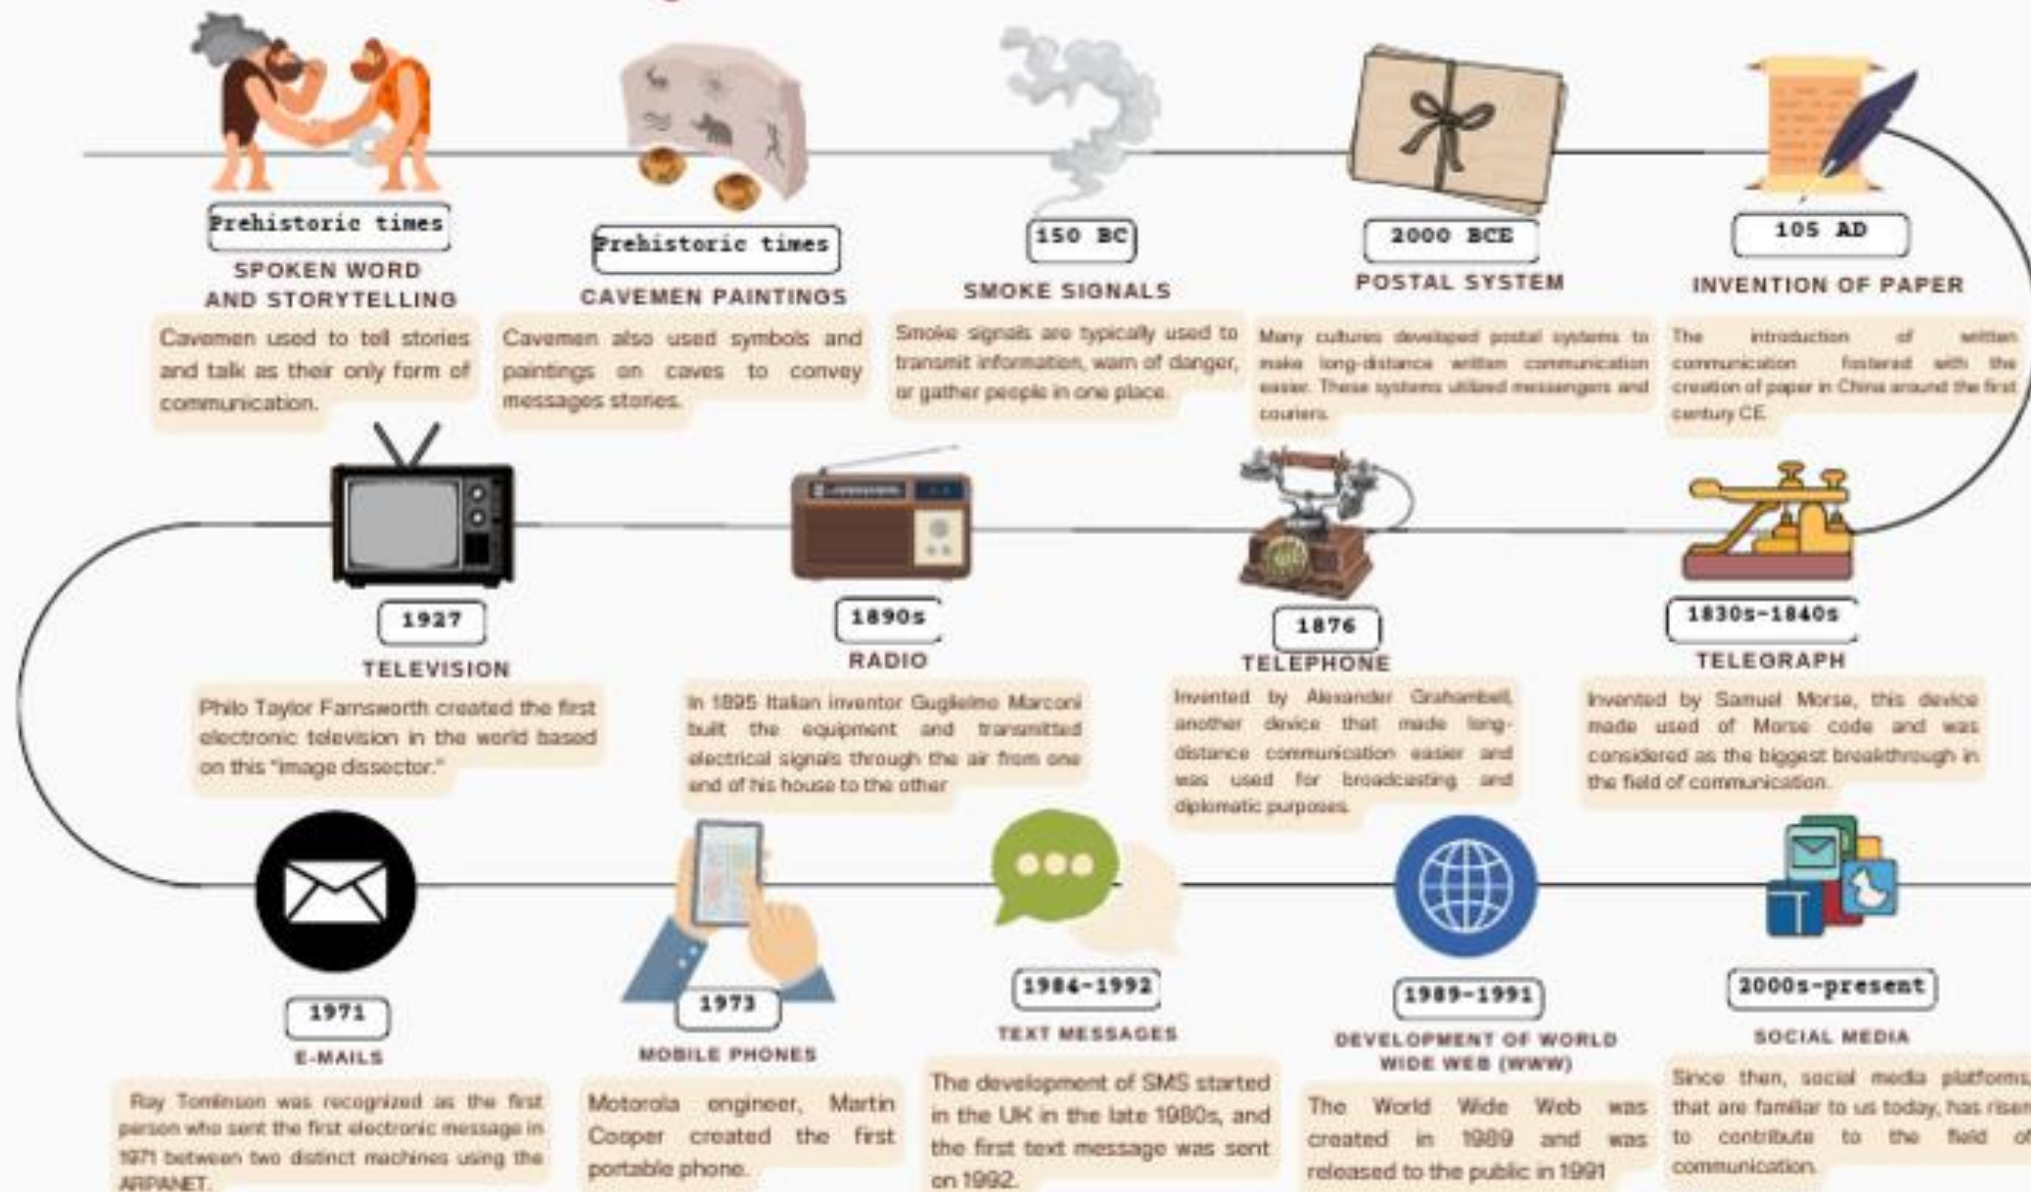 Prehistoric times
SPOKEN WORD
AND STORYTELLING
Cavemen used to tell stories
and talk as their only form of
communication.
Prehistoric times
CAVEMEN PAINTINGS
Cavemen also used symbols and
paintings on caves to convey
messages stories.
150 BC
SMOKE SIGNALS
Smoke signals are typically used to
transmit information, warn of danger,
or gather people in one place.
2000 BCE
POSTAL SYSTEM
Many cultures developed postal systems to
make long-distance written communication
easier. These systems utilized messengers and
couriers.
105 AD
INVENTION OF PAPER
The introduction of written
communication fostered with the
creation of paper in China around the first
century CE.
1830s-1840s
TELEGRAPH
Invented by Samuel Morse, this device
made used of Morse code and was
considered as the biggest breakthrough in
the field of communication.
1876
TELEPHONE
Invented by Alexander Grahambell,
another device that made long-
distance communication easier and
was used for broadcasting and
diplomatic purposes.
1890s
RADIO
In 1895 Italian inventor Guglielmo Marconi
built the equipment and transmitted
electrical signals through the air from one
end of his house to the other
1927
TELEVISION
Philo Taylor Farnsworth created the first
electronic television in the world based
on this "image dissector."
1971
E-MAILS
Ray Tomlinson was recognized as the first
person who sent the first electronic message in
1971 between two distinct machines using the
ARPANET.
1973
MOBILE PHONES
Motorola engineer, Martin
Cooper created the first
portable phone.
1984-1992
TEXT MESSAGES
The development of SMS started
in the UK in the late 1980s, and
the first text message was sent
on 1992.
1989-1991
DEVELOPMENT OF WORLD
WIDE WEB (WWW)
The World Wide Web was
created in 1989 and was
released to the public in 1991
2000s-present
SOCIAL MEDIA
Since then, social media platforms,
that are familiar to us today, has risen
to contribute to the field of
communication.